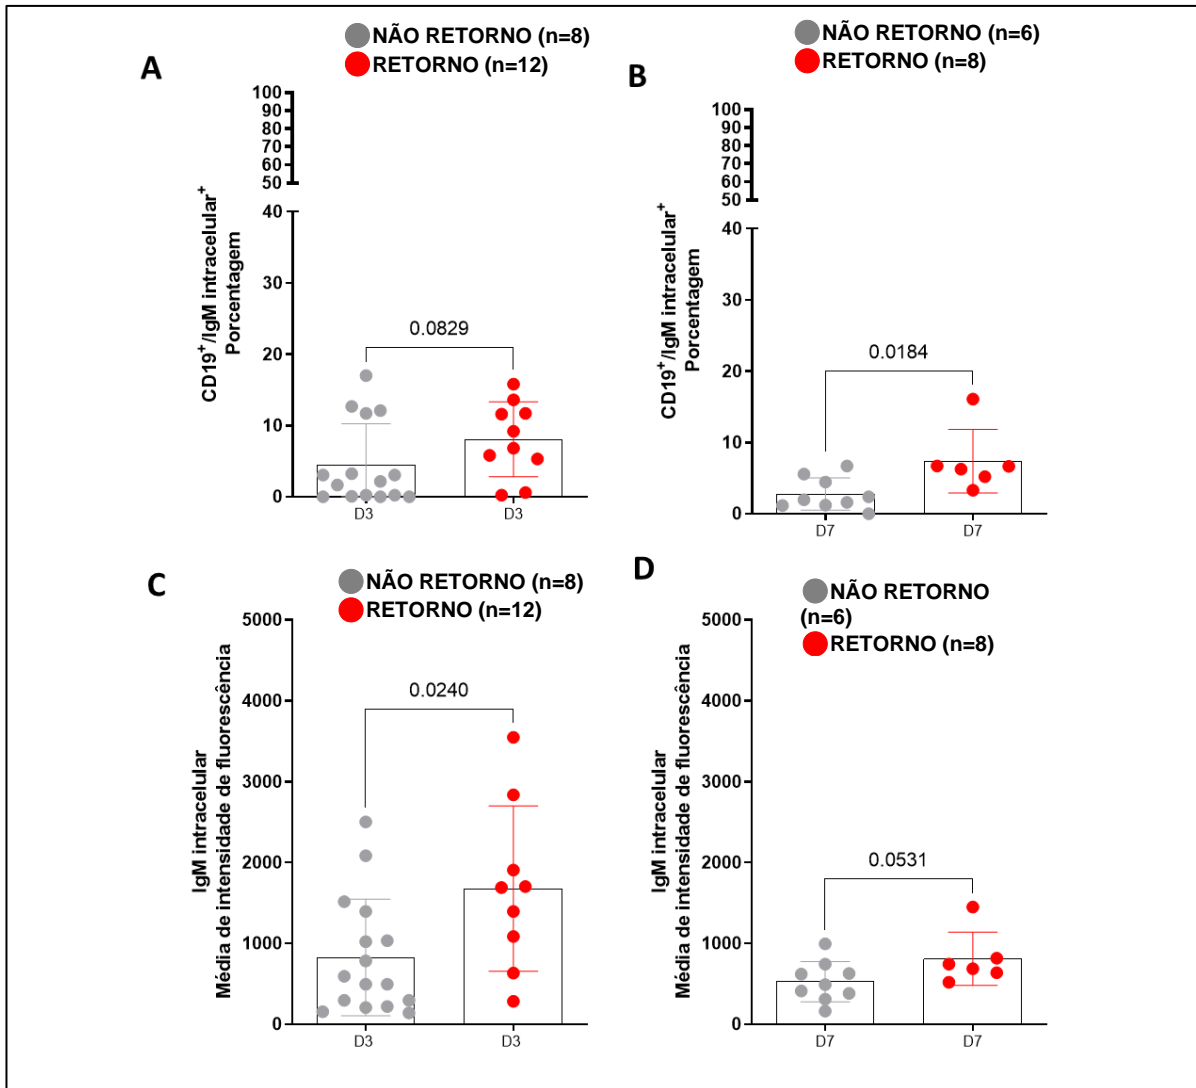 A
NÃO RETORNO (n=8)
RETORNO (n=12)
CD19+/IgM intracelular+
Porcentagem
100
90
80
70
60
50
40
30
20
10
0
0.0829
D3
D3
B
NÃO RETORNO (n=6)
RETORNO (n=8)
CD19+/IgM intracelular+
Porcentagem
100
90
80
70
60
50
40
30
20
10
0
0.0184
D7
D7
C
NÃO RETORNO (n=8)
RETORNO (n=12)
IgM intracelular
Média de intensidade de fluorescência
5000
4000
3000
2000
1000
0
0.0240
D3
D3
D
NÃO RETORNO
(n=6)
RETORNO (n=8)
IgM intracelular
Média de intensidade de fluorescência
5000
4000
3000
2000
1000
0
0.0531
D7
D7